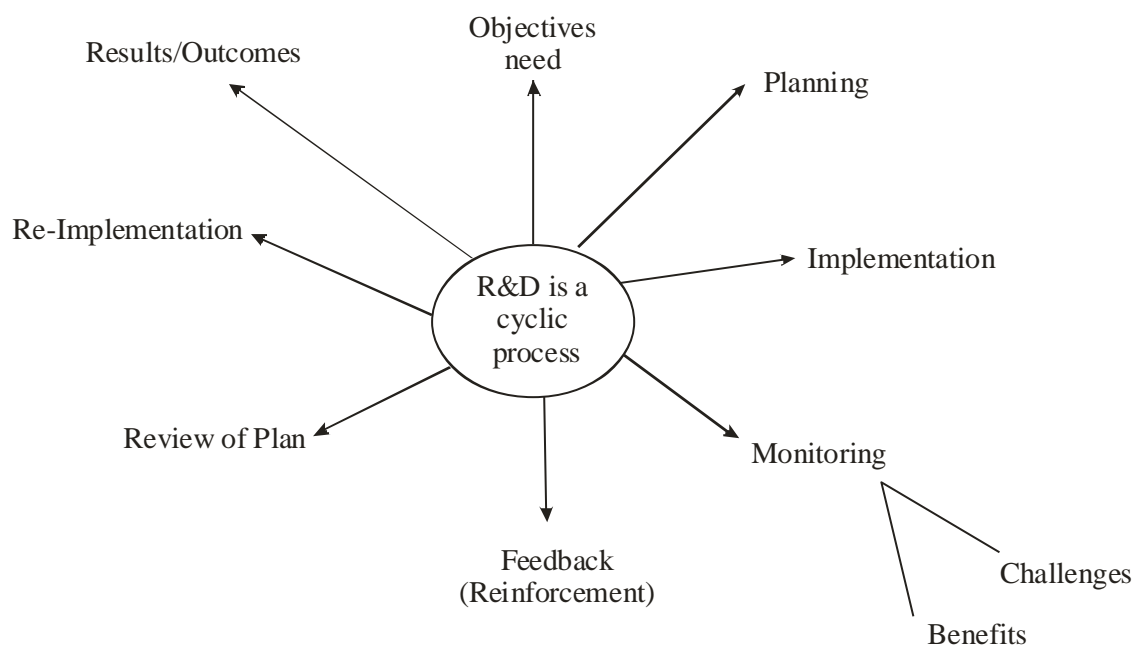 Results/Outcomes
Objectives
need
Planning
Re-Implementation
Implementation
R&D is a
cyclic
process
Review of Plan
Monitoring
Feedback
(Reinforcement)
Challenges
Benefits